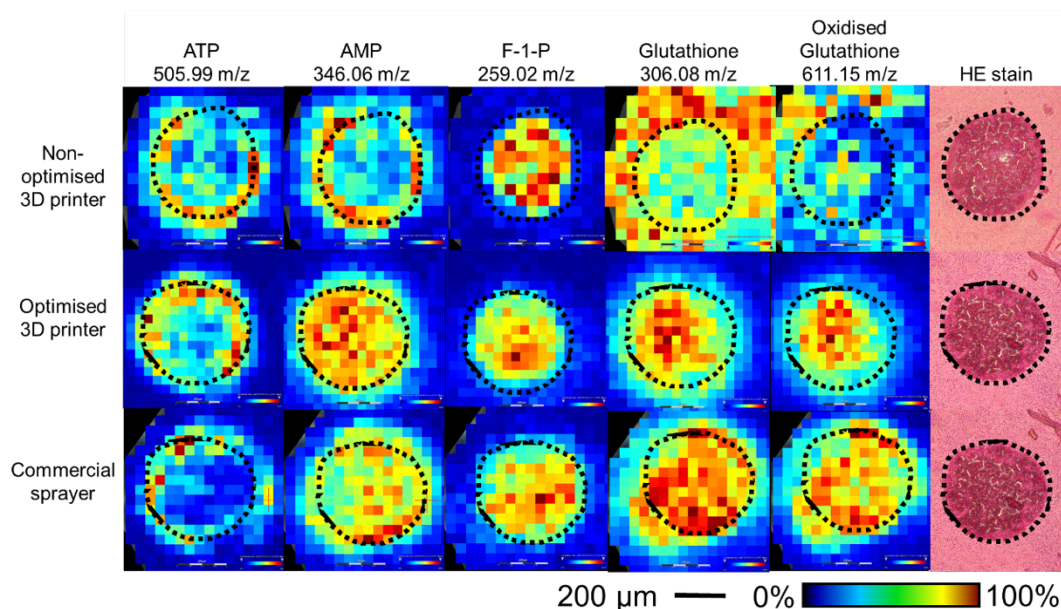 ATP
505.99 m/z
AMP
346.06 m/z
F-1-P
259.02 m/z
Glutathione
306.08 m/z
Oxidised
Glutathione
611.15 m/z
HE stain
Non-
optimised
3D printer
Optimised
3D printer
Commercial
sprayer
200 µm
0%
100%